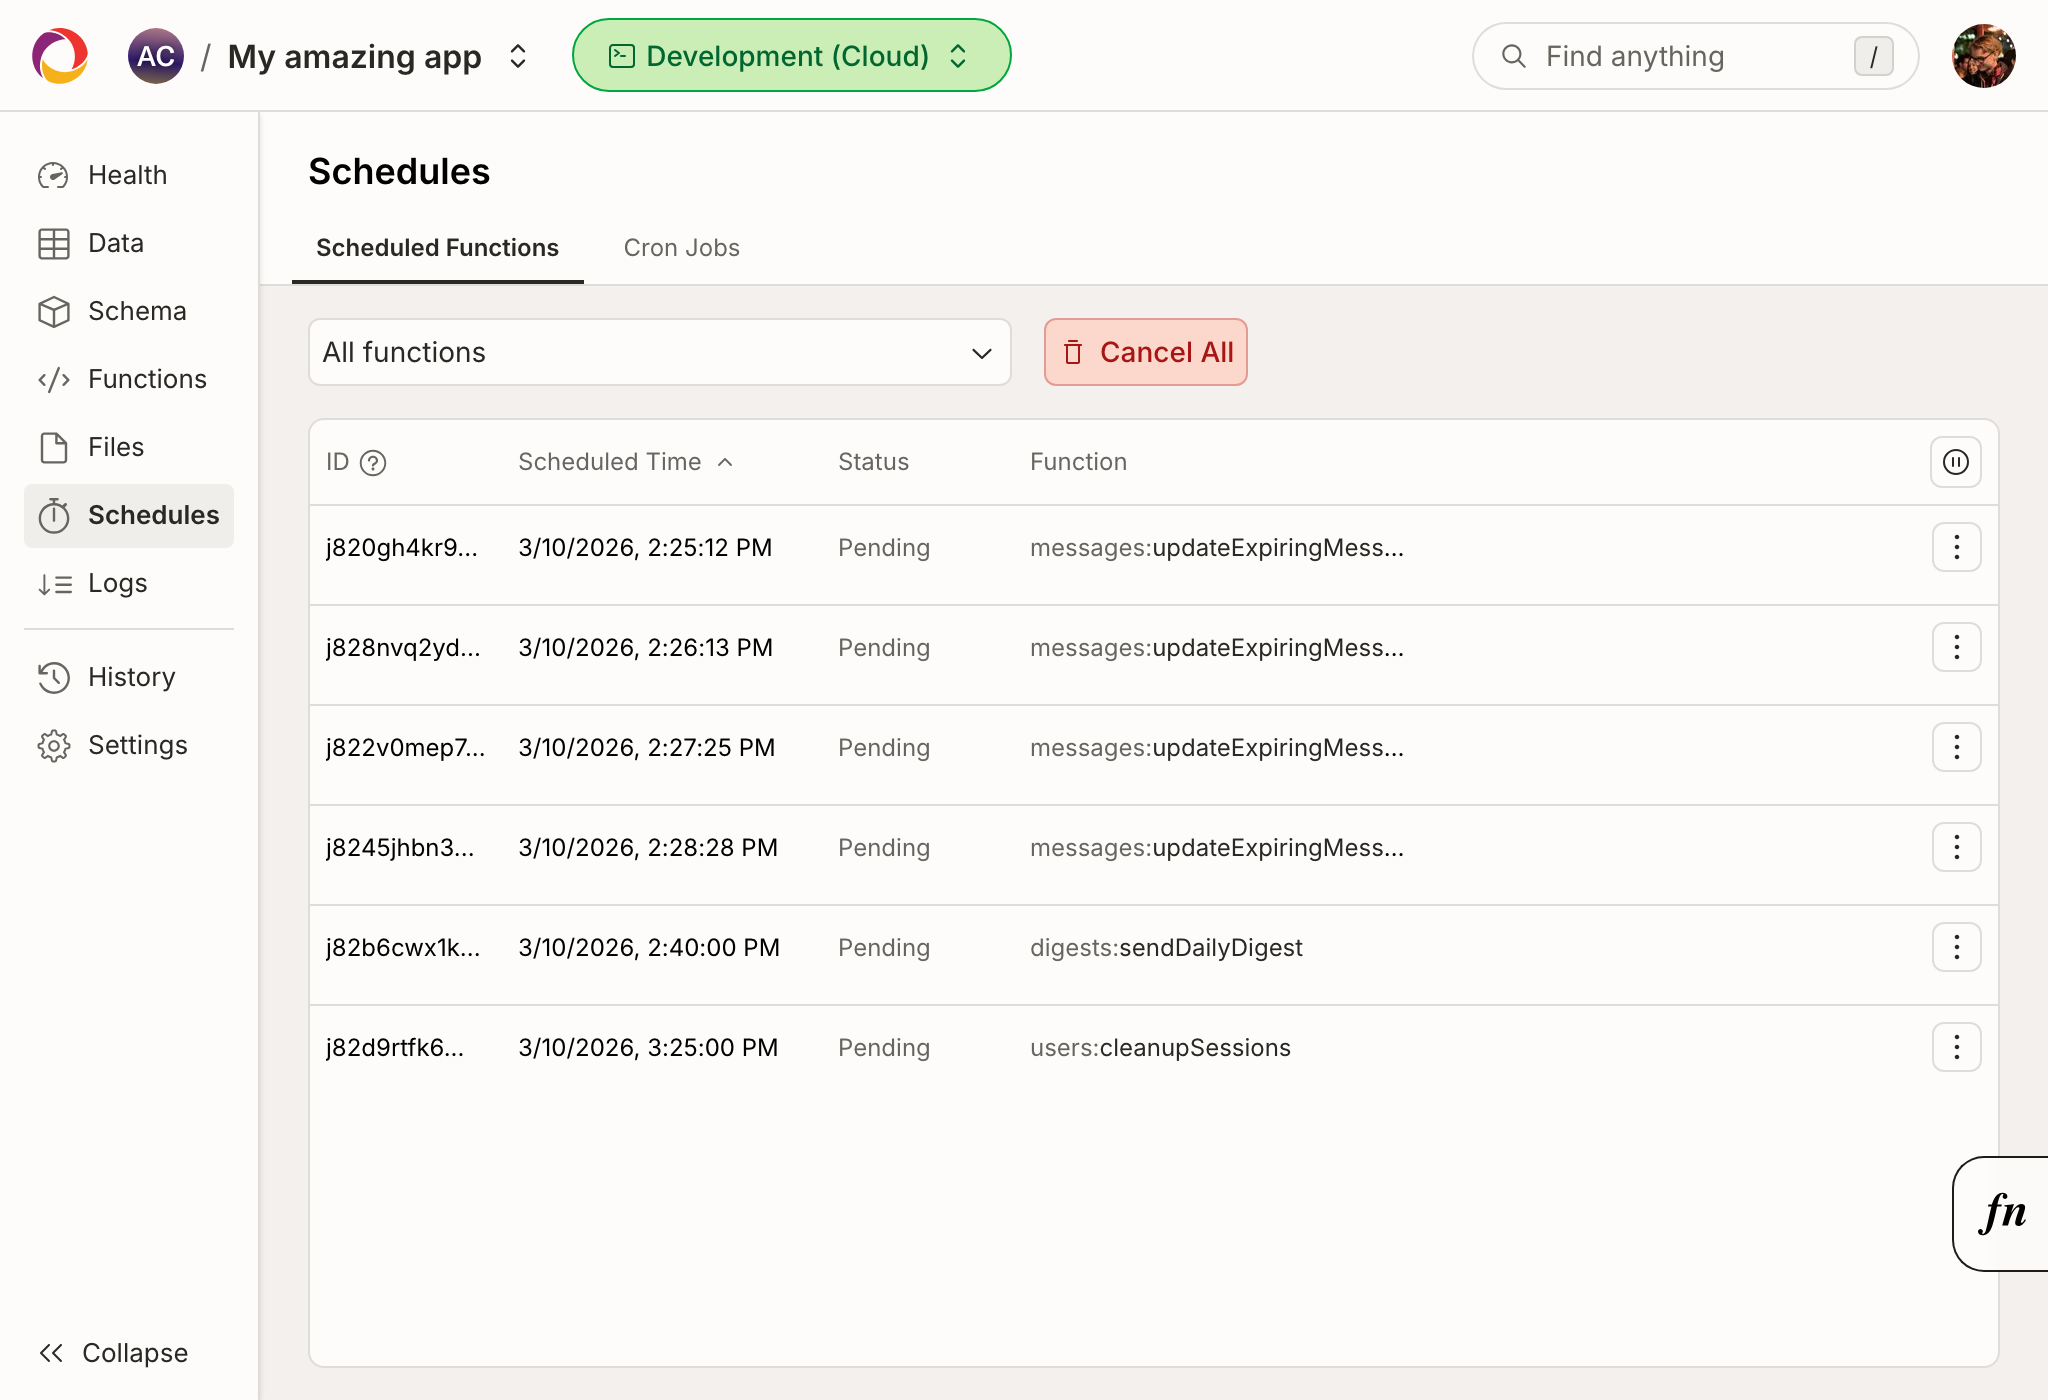 AC / My amazing app
Development (Cloud)
Find anything
/
Health
Data
Schema
Functions
Files
Schedules
Logs
History
Settings
Collapse
Schedules
Scheduled Functions
Cron Jobs
All functions
Cancel All
ID ? Scheduled Time Status Function
j820gh4kr9... 3/10/2026, 2:25:12 PM Pending messages:updateExpiringMess...
j828nvq2yd... 3/10/2026, 2:26:13 PM Pending messages:updateExpiringMess...
j822v0mep7... 3/10/2026, 2:27:25 PM Pending messages:updateExpiringMess...
j8245jhbn3... 3/10/2026, 2:28:28 PM Pending messages:updateExpiringMess...
j82b6cwx1k... 3/10/2026, 2:40:00 PM Pending digests:sendDailyDigest
j82d9rtfk6... 3/10/2026, 3:25:00 PM Pending users:cleanupSessions
fn